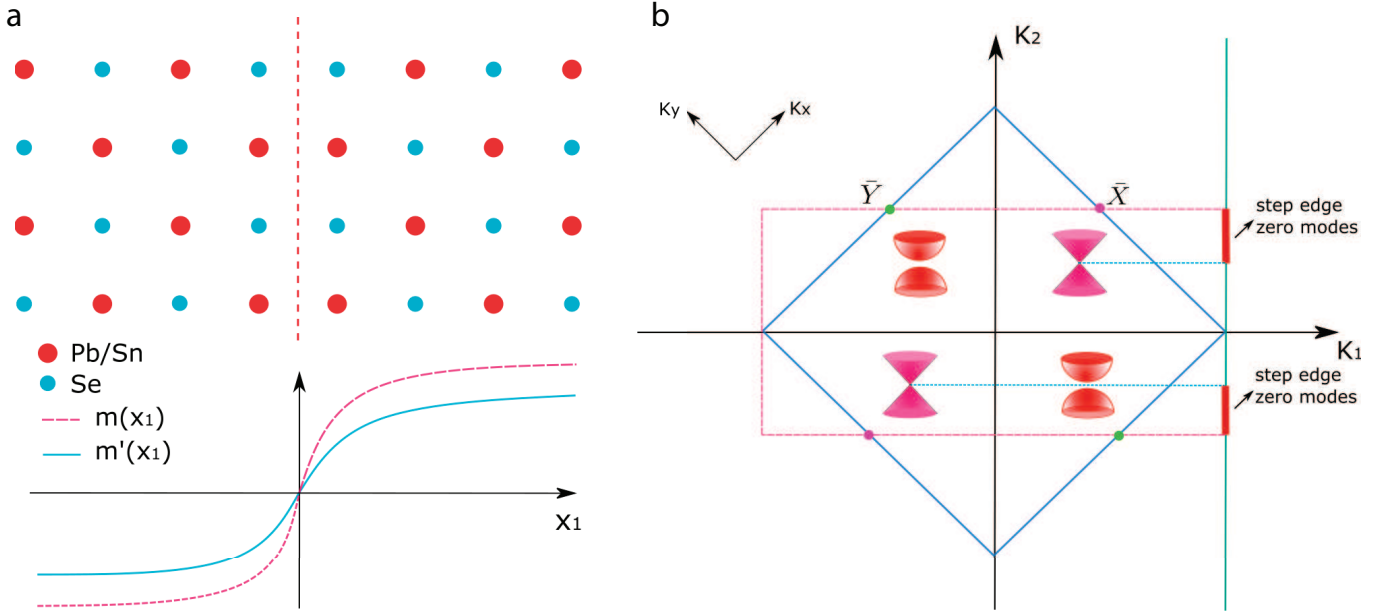 a
Pb/Sn
Se
m(x₁)
m'(x₁)
x₁
b
K₂
Ky
Kx
Ȳ
X̄
step edge
zero modes
K₁
step edge
zero modes